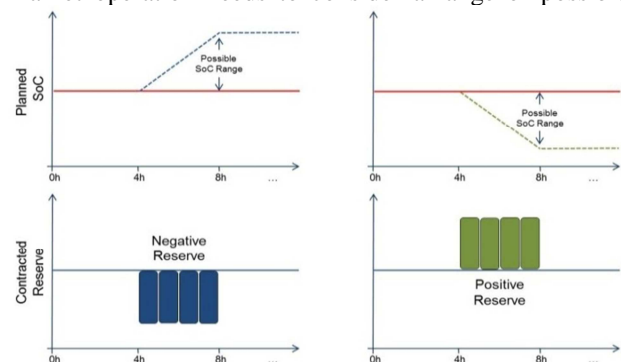 Planned
SoC
Possible
SoC Range
0h 4h 8h ...
Possible
SoC Range
0h 4h 8h ...
Contracted
Reserve
Negative
Reserve
0h 4h 8h ...
Positive
Reserve
0h 4h 8h ...